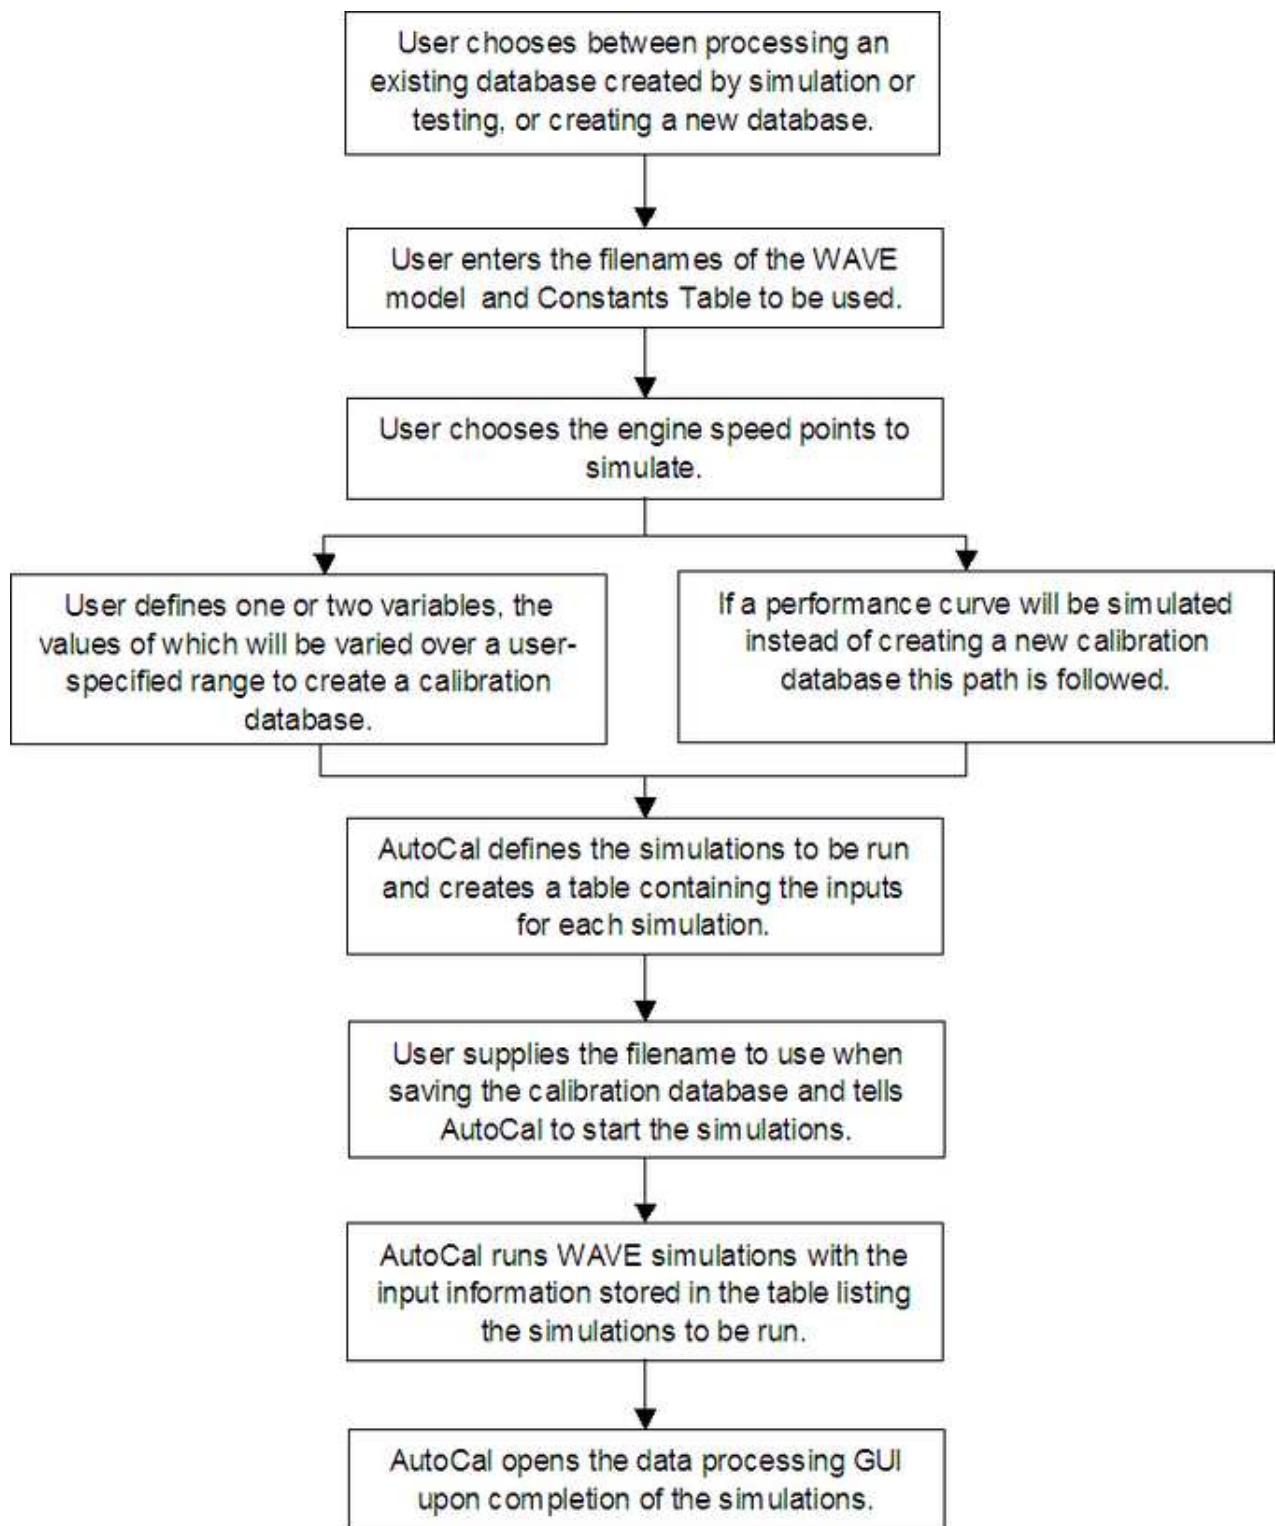 User chooses between processing an
existing database created by simulation or
testing, or creating a new database.
User enters the filenames of the WAVE
model and Constants Table to be used.
User chooses the engine speed points to
simulate.
User defines one or two variables, the
values of which will be varied over a user-
specified range to create a calibration
database.
If a performance curve will be simulated
instead of creating a new calibration
database this path is followed.
AutoCal defines the simulations to be run
and creates a table containing the inputs
for each simulation.
User supplies the filename to use when
saving the calibration database and tells
AutoCal to start the simulations.
AutoCal runs WAVE simulations with the
input information stored in the table listing
the simulations to be run.
AutoCal opens the data processing GUI
upon completion of the simulations.